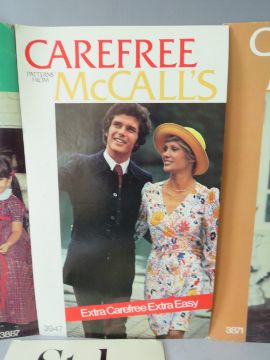 CAREFREE
PATTERNS
FROM
McCALL'S
Extra Carefree Extra Easy
3887
3947
3871
C